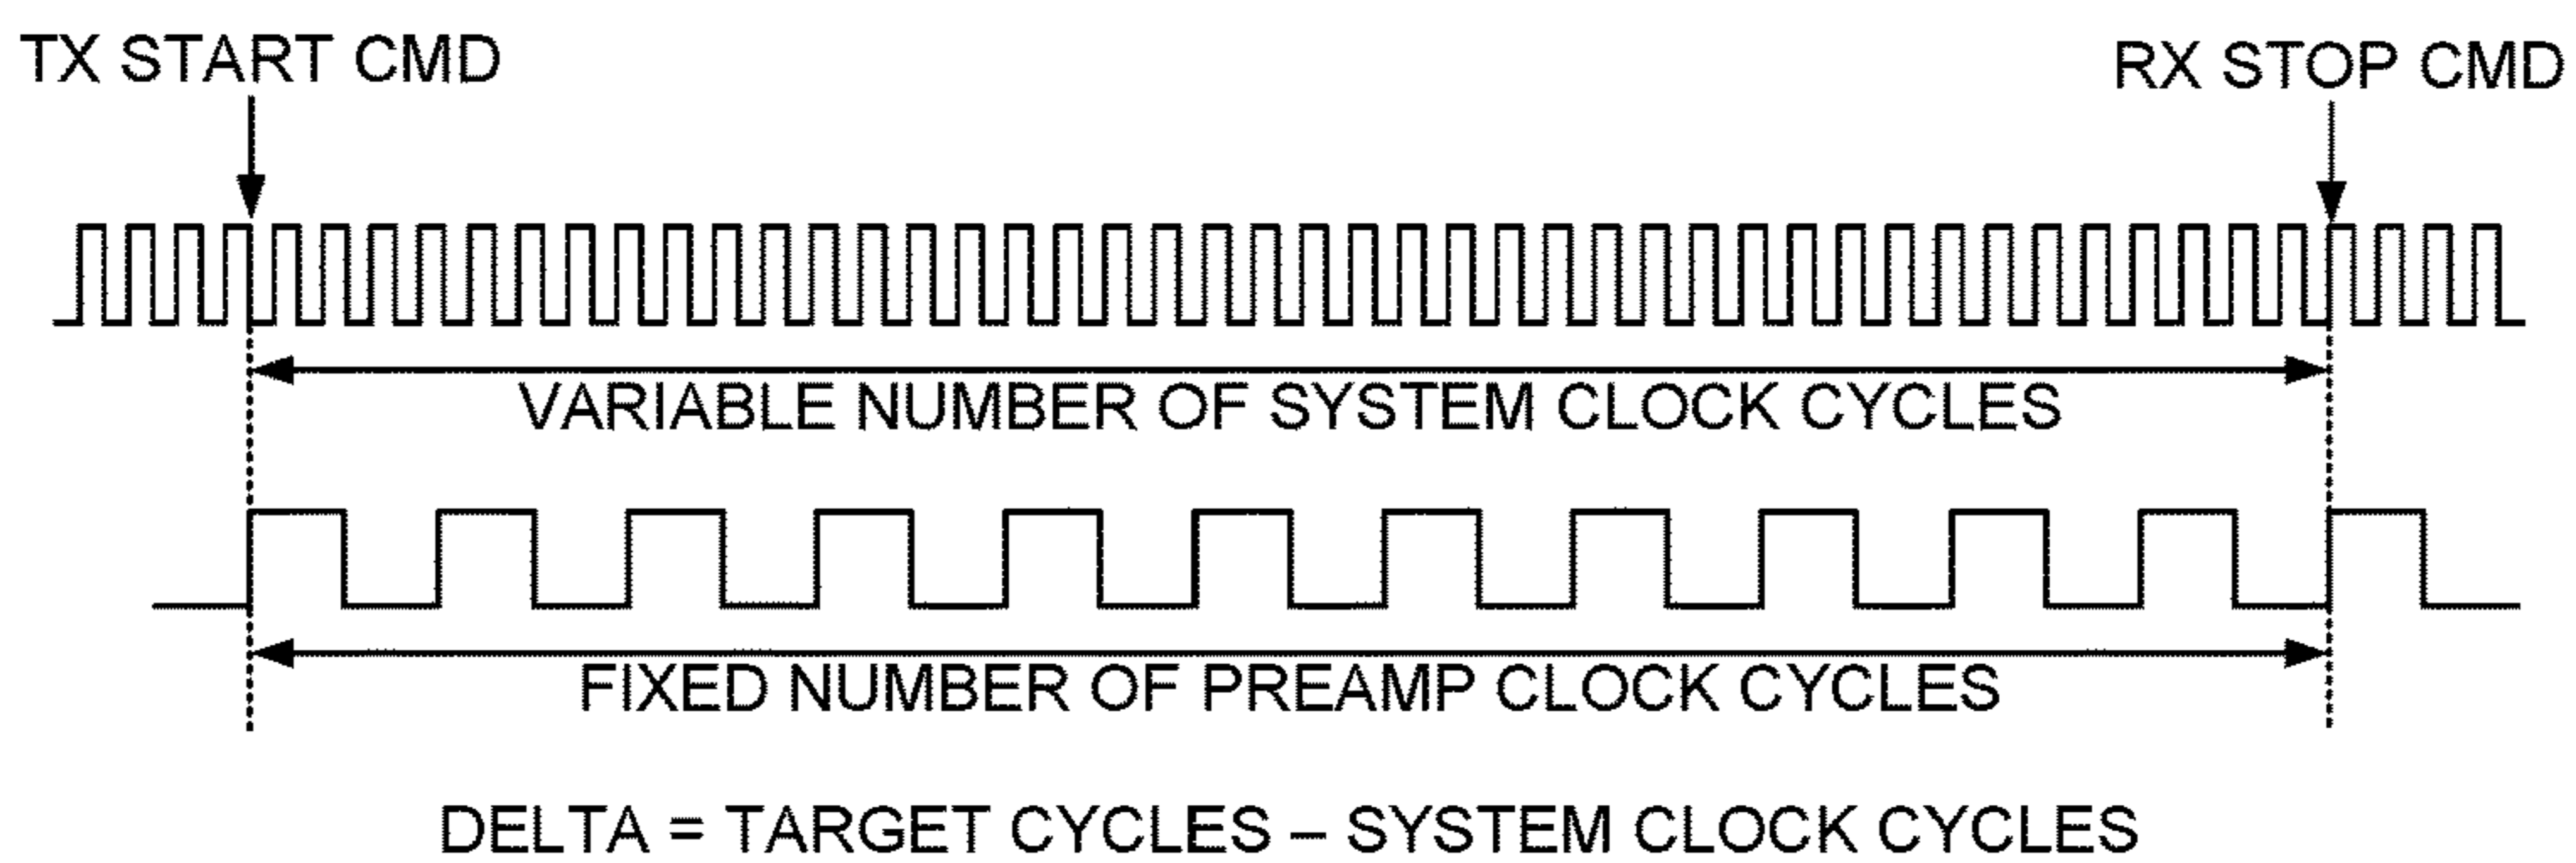 TX START CMD
RX STOP CMD
VARIABLE NUMBER OF SYSTEM CLOCK CYCLES
FIXED NUMBER OF PREAMP CLOCK CYCLES
DELTA = TARGET CYCLES – SYSTEM CLOCK CYCLES